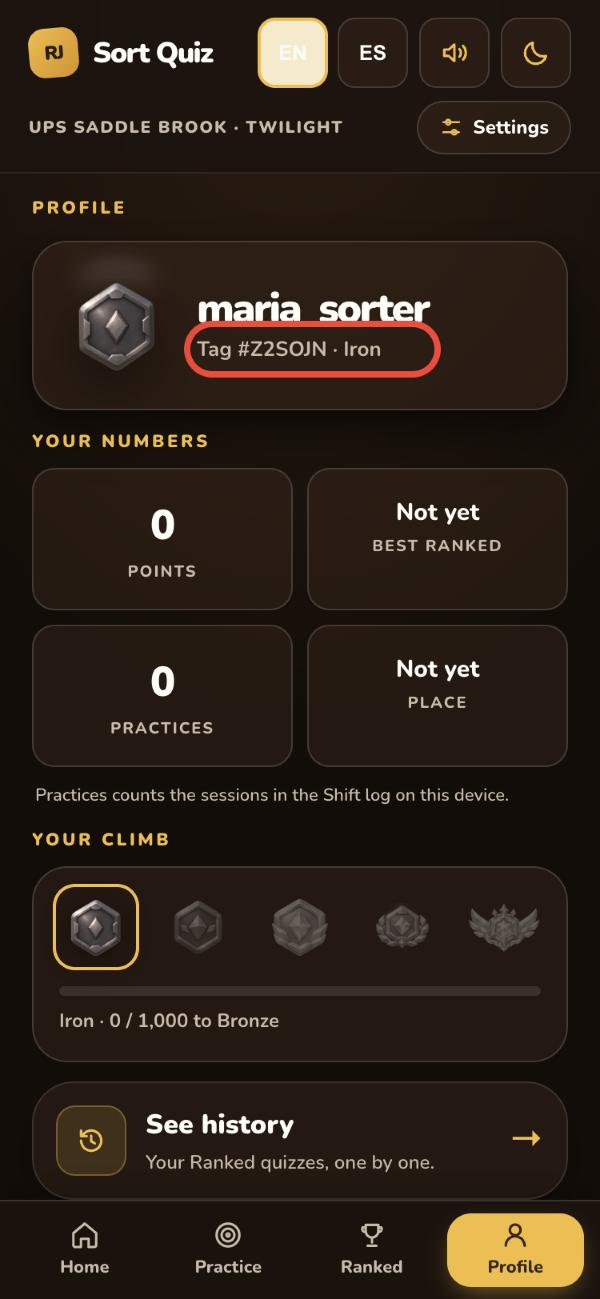 RJ Sort Quiz EN ES
UPS SADDLE BROOK · TWILIGHT Settings
PROFILE
maria_sorter
Tag #Z2SOJN · Iron
YOUR NUMBERS
0
POINTS
Not yet
BEST RANKED
0
PRACTICES
Not yet
PLACE
Practices counts the sessions in the Shift log on this device.
YOUR CLIMB
Iron · 0 / 1,000 to Bronze
See history
Your Ranked quizzes, one by one.
Home Practice Ranked Profile